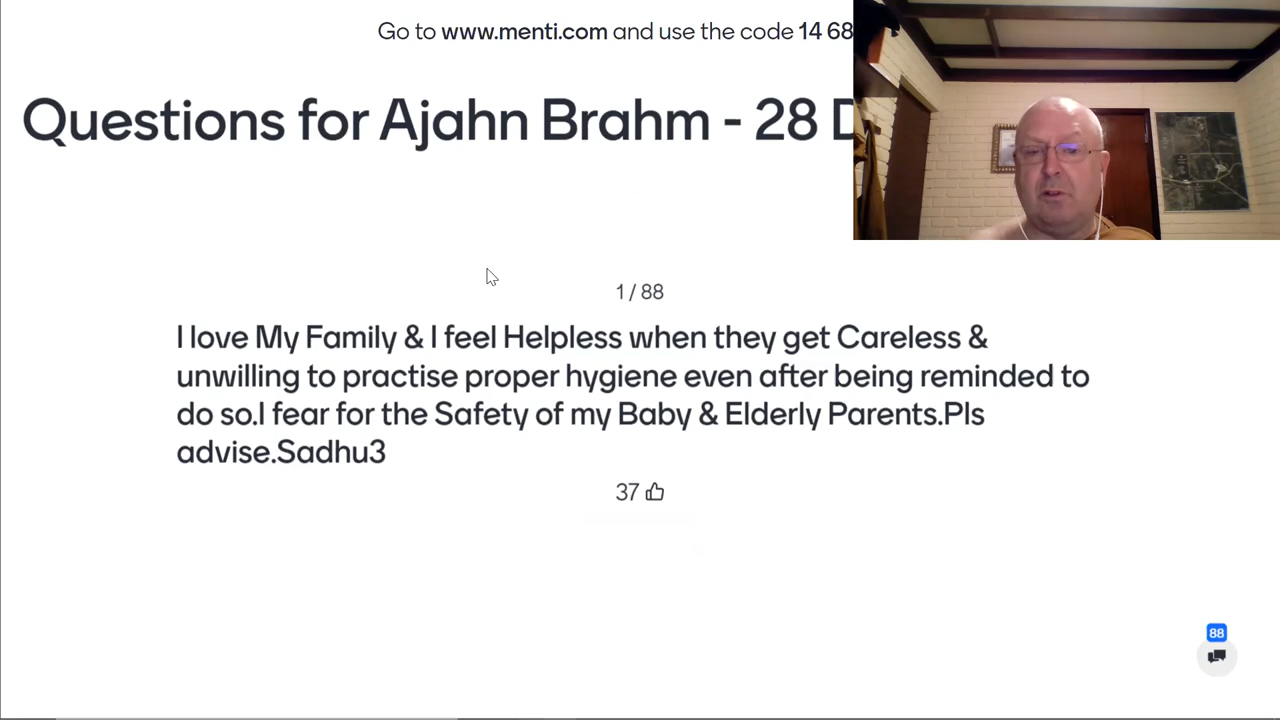 Go to www.menti.com and use the code 14 68
Questions for Ajahn Brahm - 28 D
1 / 88
I love My Family & I feel Helpless when they get Careless &
unwilling to practise proper hygiene even after being reminded to
do so.I fear for the Safety of my Baby & Elderly Parents.Pls
advise.Sadhu3
37
88